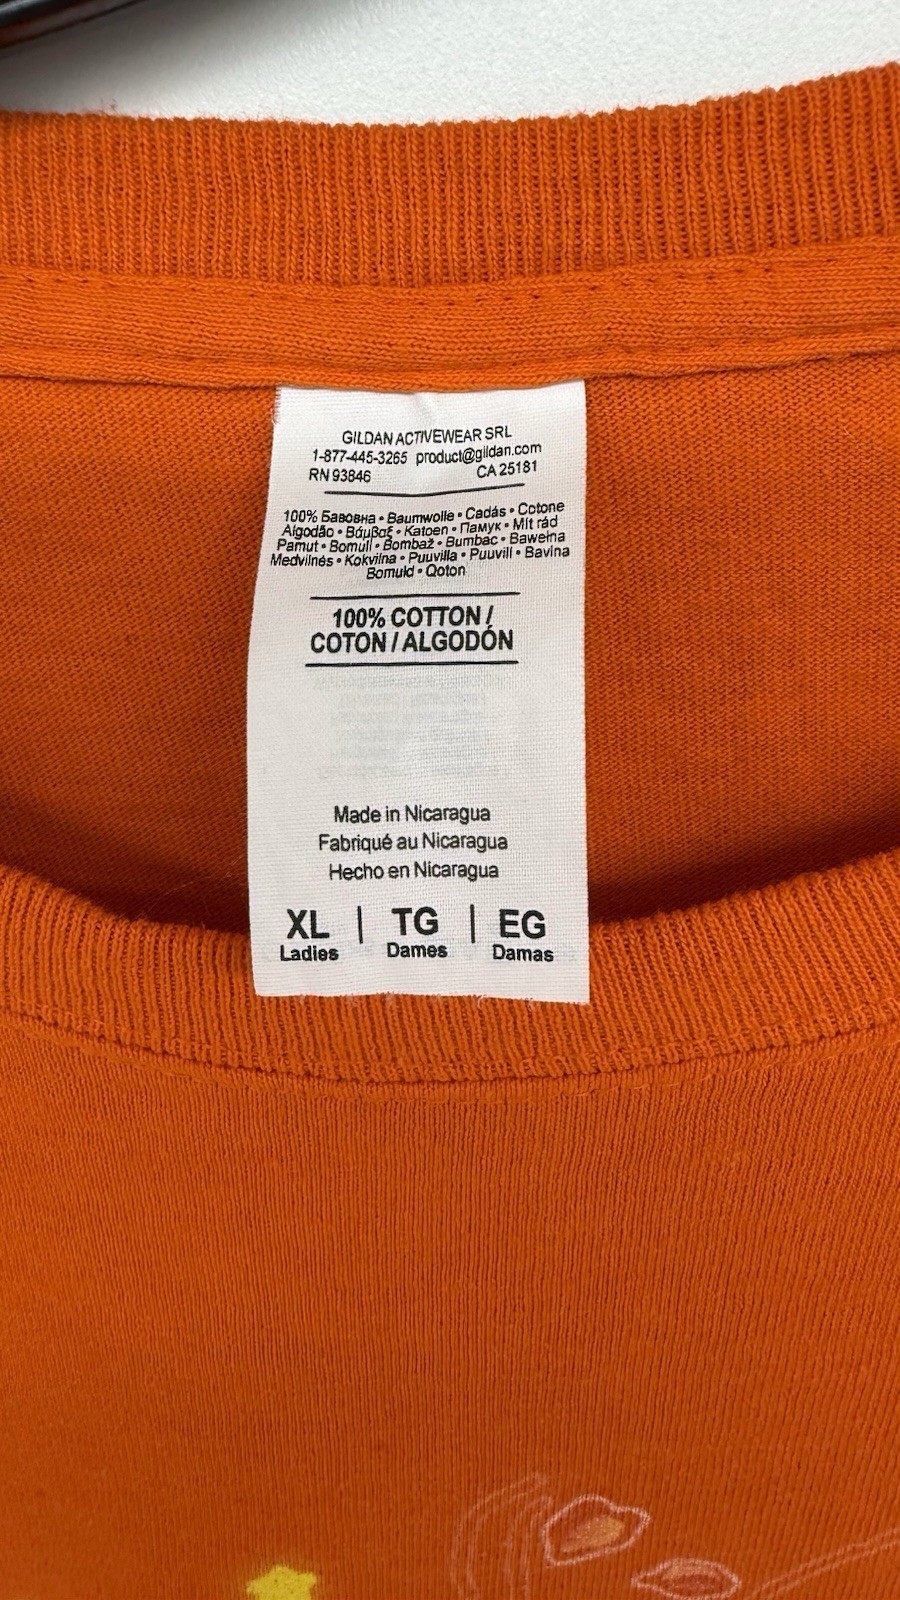 GILDAN ACTIVEWEAR SRL
1-877-445-3265 product@gildan.com
RN 93846 CA 25181
100% Бавовна • Baumwolle • Cadás • Cotone
Algodão • Βάμβαξ • Katoen • Памук • Mít rád
Pamut • Bomull • Bombaž • Bumbac • Bawełna
Medvilnės • Kokvilna • Puuvilla • Puuvill • Bavlna
Bomuld • Qoton
100% COTTON /
COTON / ALGODÓN
Made in Nicaragua
Fabriqué au Nicaragua
Hecho en Nicaragua
XL | TG | EG
Ladies Dames Damas